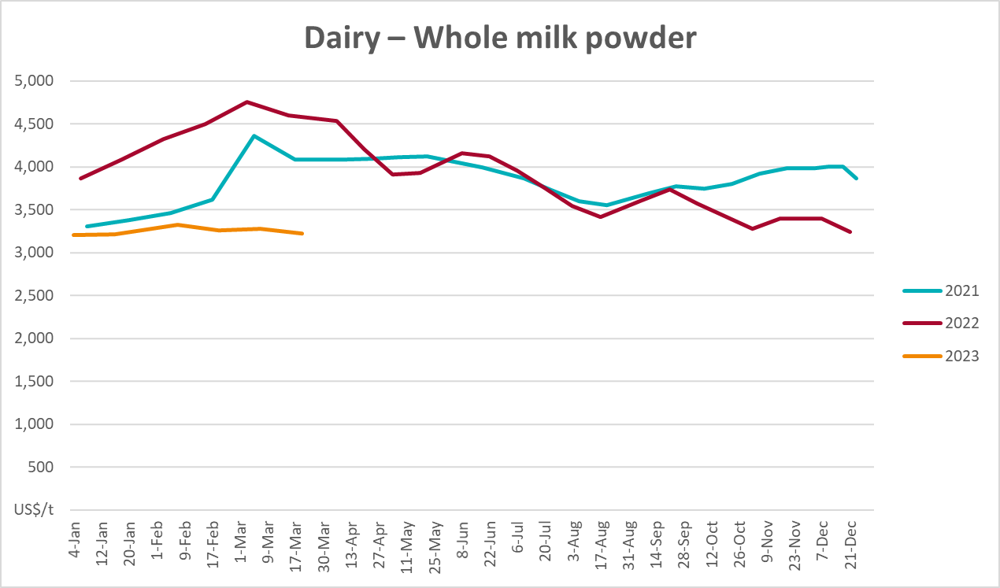 Dairy – Whole milk powder
5,000
4,500
4,000
3,500
3,000
2,500
2,000
1,500
1,000
500
US$/t
4-Jan
12-Jan
20-Jan
1-Feb
9-Feb
17-Feb
1-Mar
9-Mar
17-Mar
30-Mar
13-Apr
27-Apr
11-May
25-May
8-Jun
22-Jun
6-Jul
20-Jul
3-Aug
17-Aug
31-Aug
14-Sep
28-Sep
12-Oct
26-Oct
9-Nov
23-Nov
7-Dec
21-Dec
2021
2022
2023